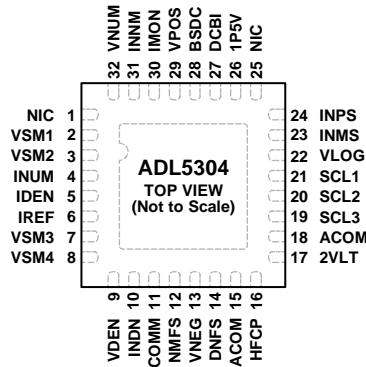 32 VNUM
31 INNM
30 IMON
29 VPOS
28 BSDC
27 DCBI
26 1P5V
25 NIC
NIC 1
VSM1 2
VSM2 3
INUM 4
IDEN 5
IREF 6
VSM3 7
VSM4 8
ADL5304
TOP VIEW
(Not to Scale)
24 INPS
23 INMS
22 VLOG
21 SCL1
20 SCL2
19 SCL3
18 ACOM
17 2VLT
VDEN 9
INDN 10
COMM 11
NMFS 12
VNEG 13
DNFS 14
ACOM 15
HFCP 16